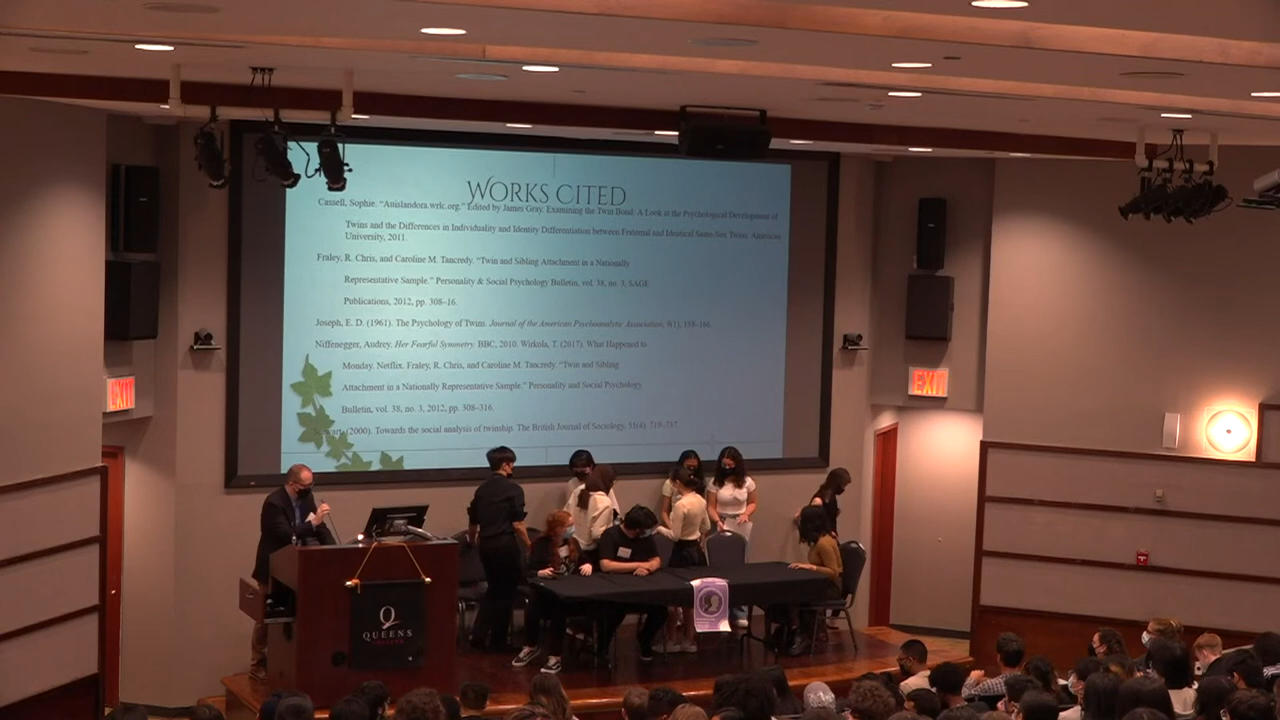 WORKS CITED
Cassell, Sophie. "Auislandora.wrlc.org." Edited by James Gray. Examining the Twin Bond: A Look at the Psychological Development of
Twins and the Differences in Individuality and Identity Differentiation between Fraternal and Identical Same-Sex Twins. American
University, 2011.
Fraley, R. Chris, and Caroline M. Tancredy. "Twin and Sibling Attachment in a Nationally
Representative Sample." Personality & Social Psychology Bulletin, vol. 38, no. 3, SAGE
Publications, 2012, pp. 308–16.
Joseph, E. D. (1961). The Psychology of Twins. Journal of the American Psychoanalytic Association, 9(1), 158–166.
Niffenegger, Audrey. Her Fearful Symmetry. BBC, 2010. Wirkola, T. (2017). What Happened to
Monday. Netflix. Fraley, R. Chris, and Caroline M. Tancredy. "Twin and Sibling
Attachment in a Nationally Representative Sample." Personality and Social Psychology
Bulletin, vol. 38, no. 3, 2012, pp. 308–316.
(2000). Towards the social analysis of twinship. The British Journal of Sociology, 51(4), 719–737.
EXIT
EXIT
Q
QUEENS